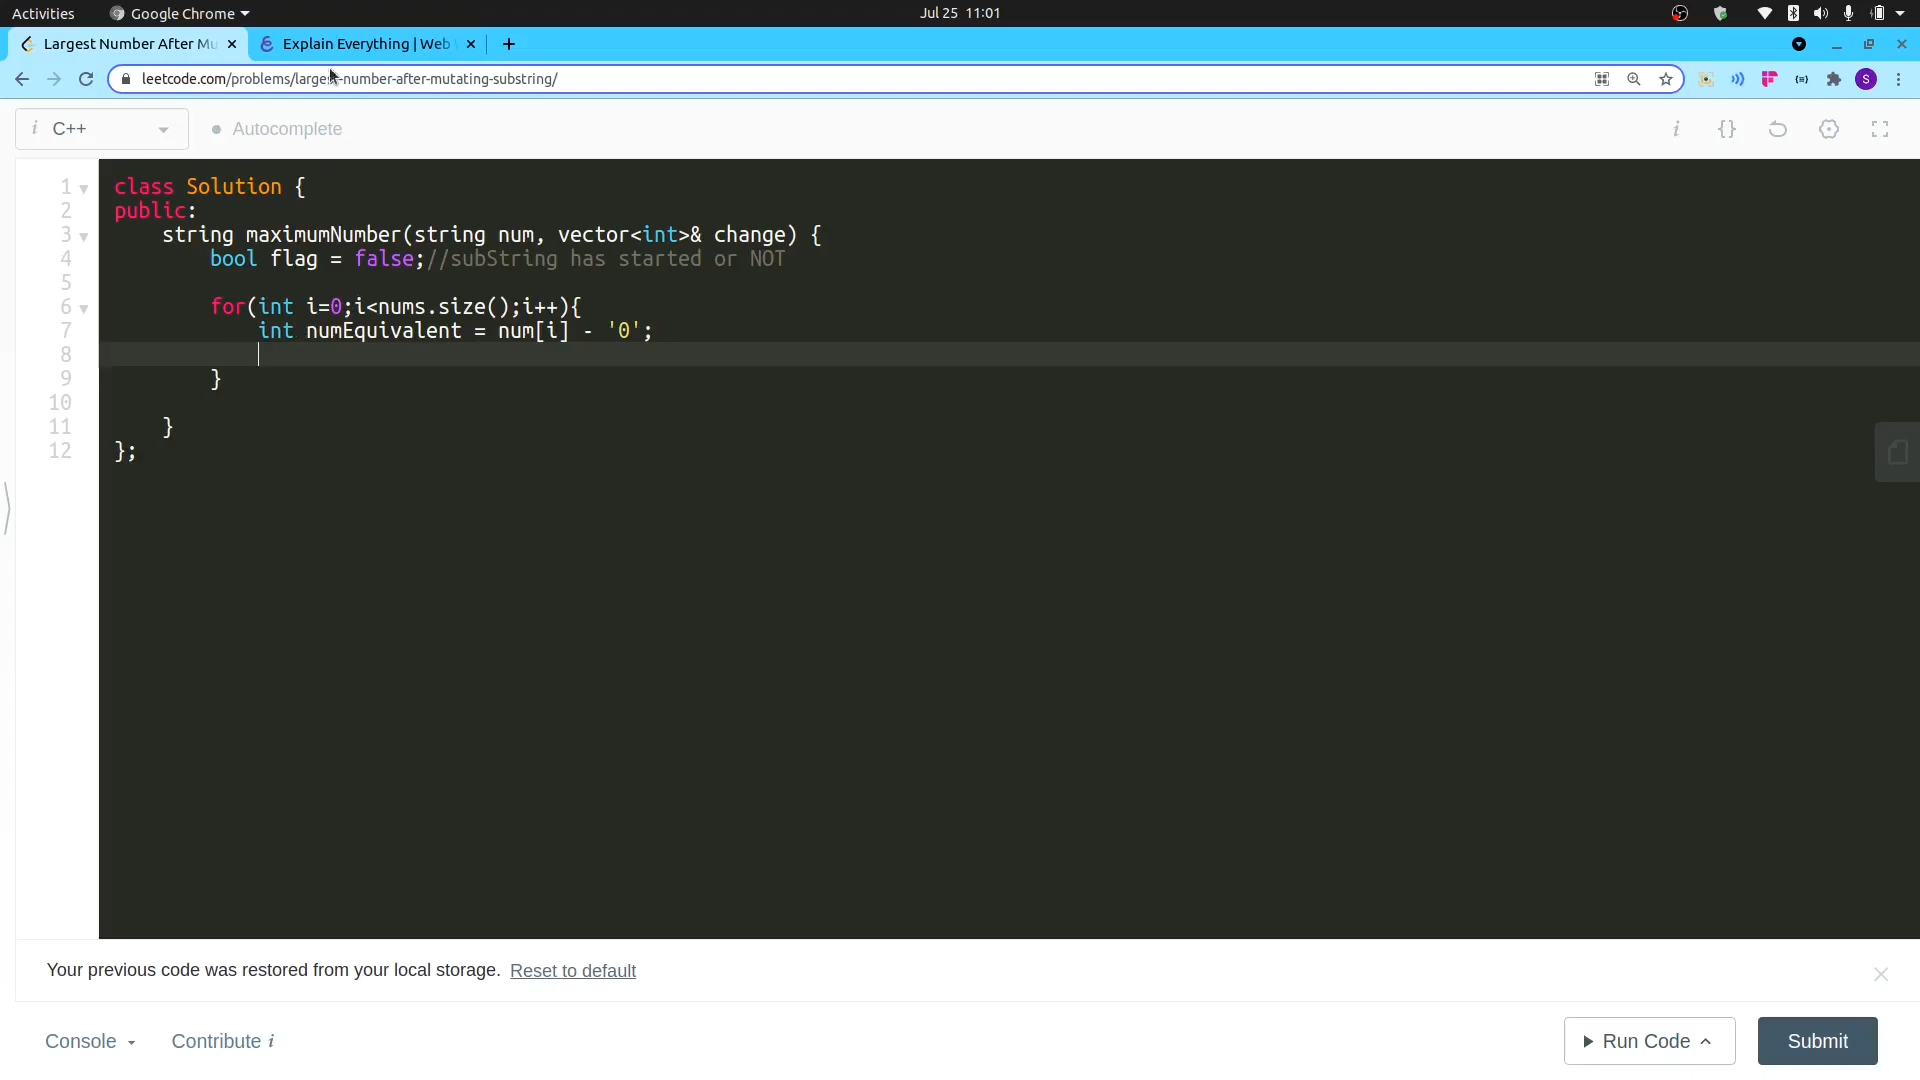 Activities
Google Chrome
Jul 25 11:01
Largest Number After Mu
Explain Everything | Web
leetcode.com/problems/largest-number-after-mutating-substring/
S
i C++
Autocomplete
i {}
1 class Solution {
2 public:
3 string maximumNumber(string num, vector<int>& change) {
4 bool flag = false;//subString has started or NOT
5
6 for(int i=0;i<nums.size();i++){
7 int numEquivalent = num[i] - '0';
8
9 }
10
11 }
12 };
Your previous code was restored from your local storage. Reset to default
Console
Contribute i
Run Code
Submit